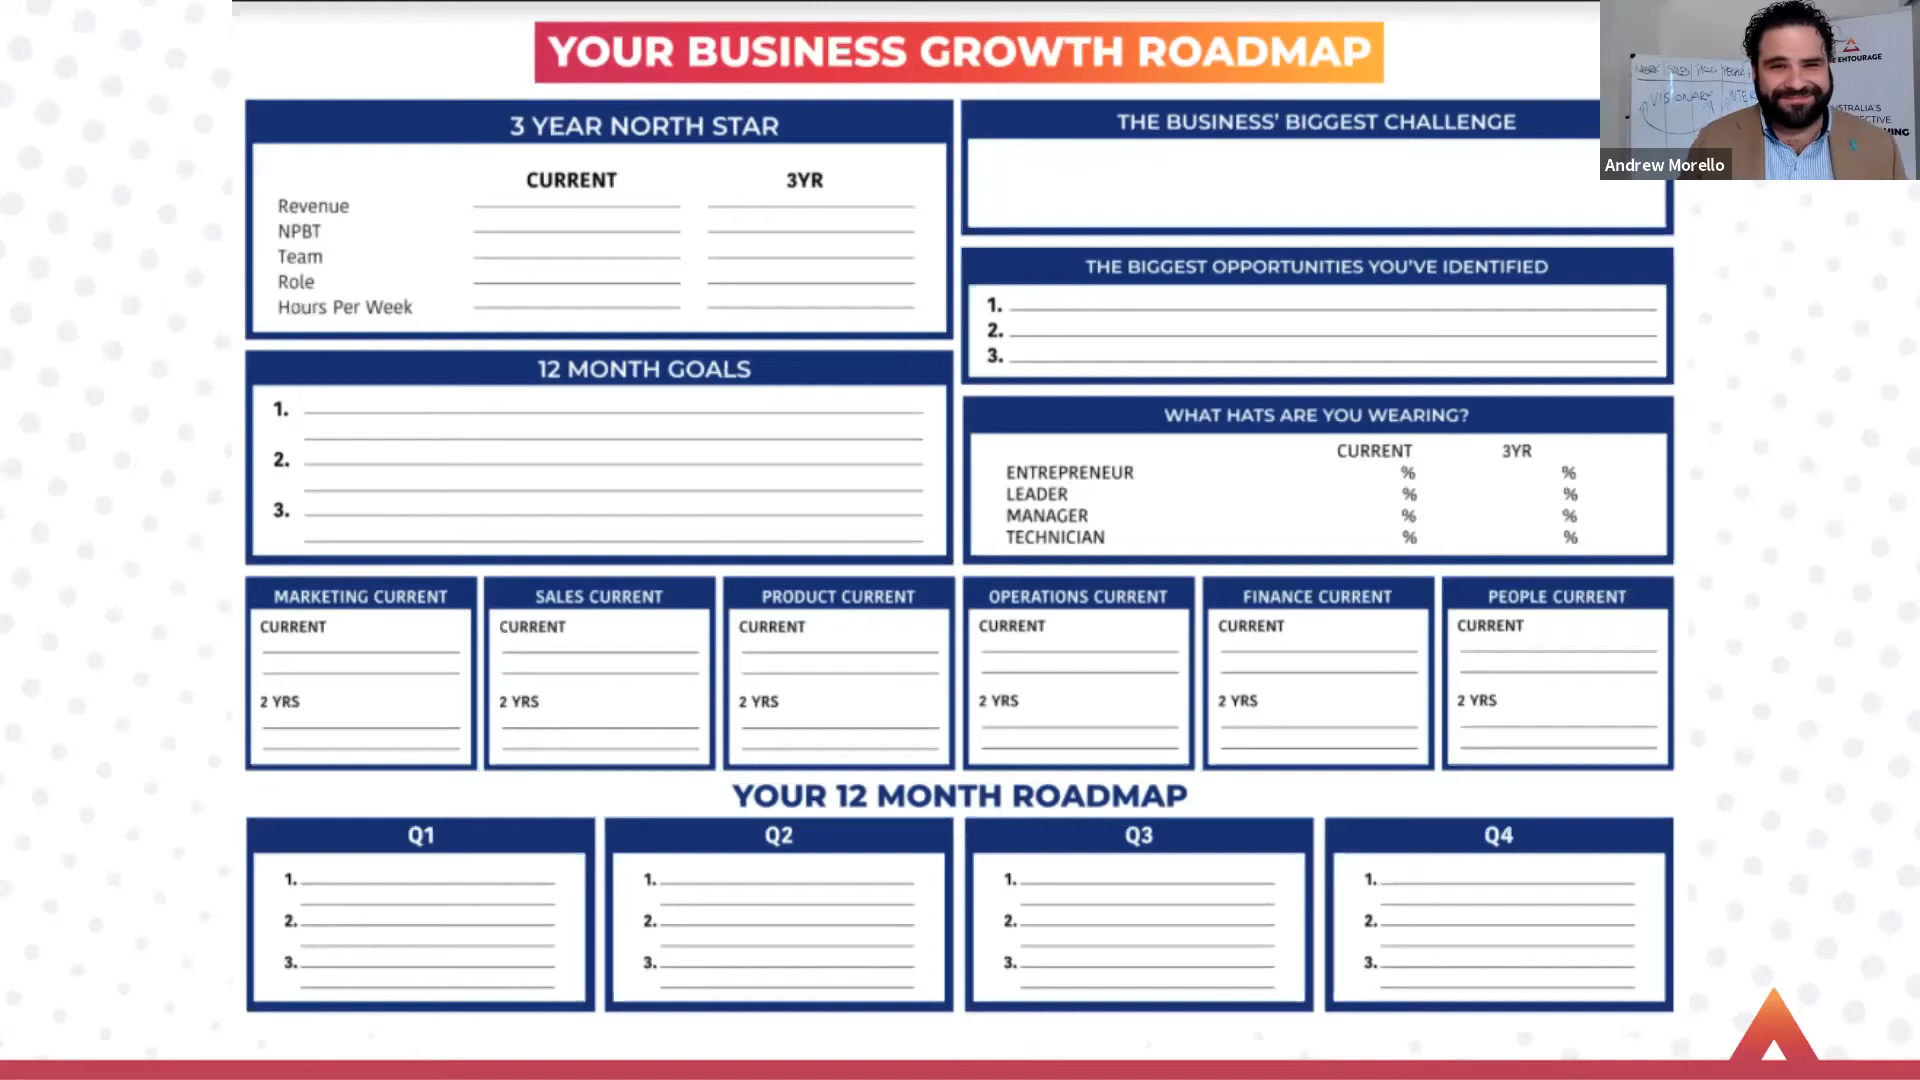 YOUR BUSINESS GROWTH ROADMAP
3 YEAR NORTH STAR
CURRENT 3YR
Revenue
NPBT
Team
Role
Hours Per Week
THE BUSINESS' BIGGEST CHALLENGE
THE BIGGEST OPPORTUNITIES YOU'VE IDENTIFIED
1.
2.
3.
12 MONTH GOALS
1.
2.
3.
WHAT HATS ARE YOU WEARING?
CURRENT 3YR
ENTREPRENEUR % %
LEADER % %
MANAGER % %
TECHNICIAN % %
MARKETING CURRENT
CURRENT
2 YRS
SALES CURRENT
CURRENT
2 YRS
PRODUCT CURRENT
CURRENT
2 YRS
OPERATIONS CURRENT
CURRENT
2 YRS
FINANCE CURRENT
CURRENT
2 YRS
PEOPLE CURRENT
CURRENT
2 YRS
YOUR 12 MONTH ROADMAP
Q1
1.
2.
3.
Q2
1.
2.
3.
Q3
1.
2.
3.
Q4
1.
2.
3.
SALES
VISIONARY
ENTOURAGE
Andrew Morello